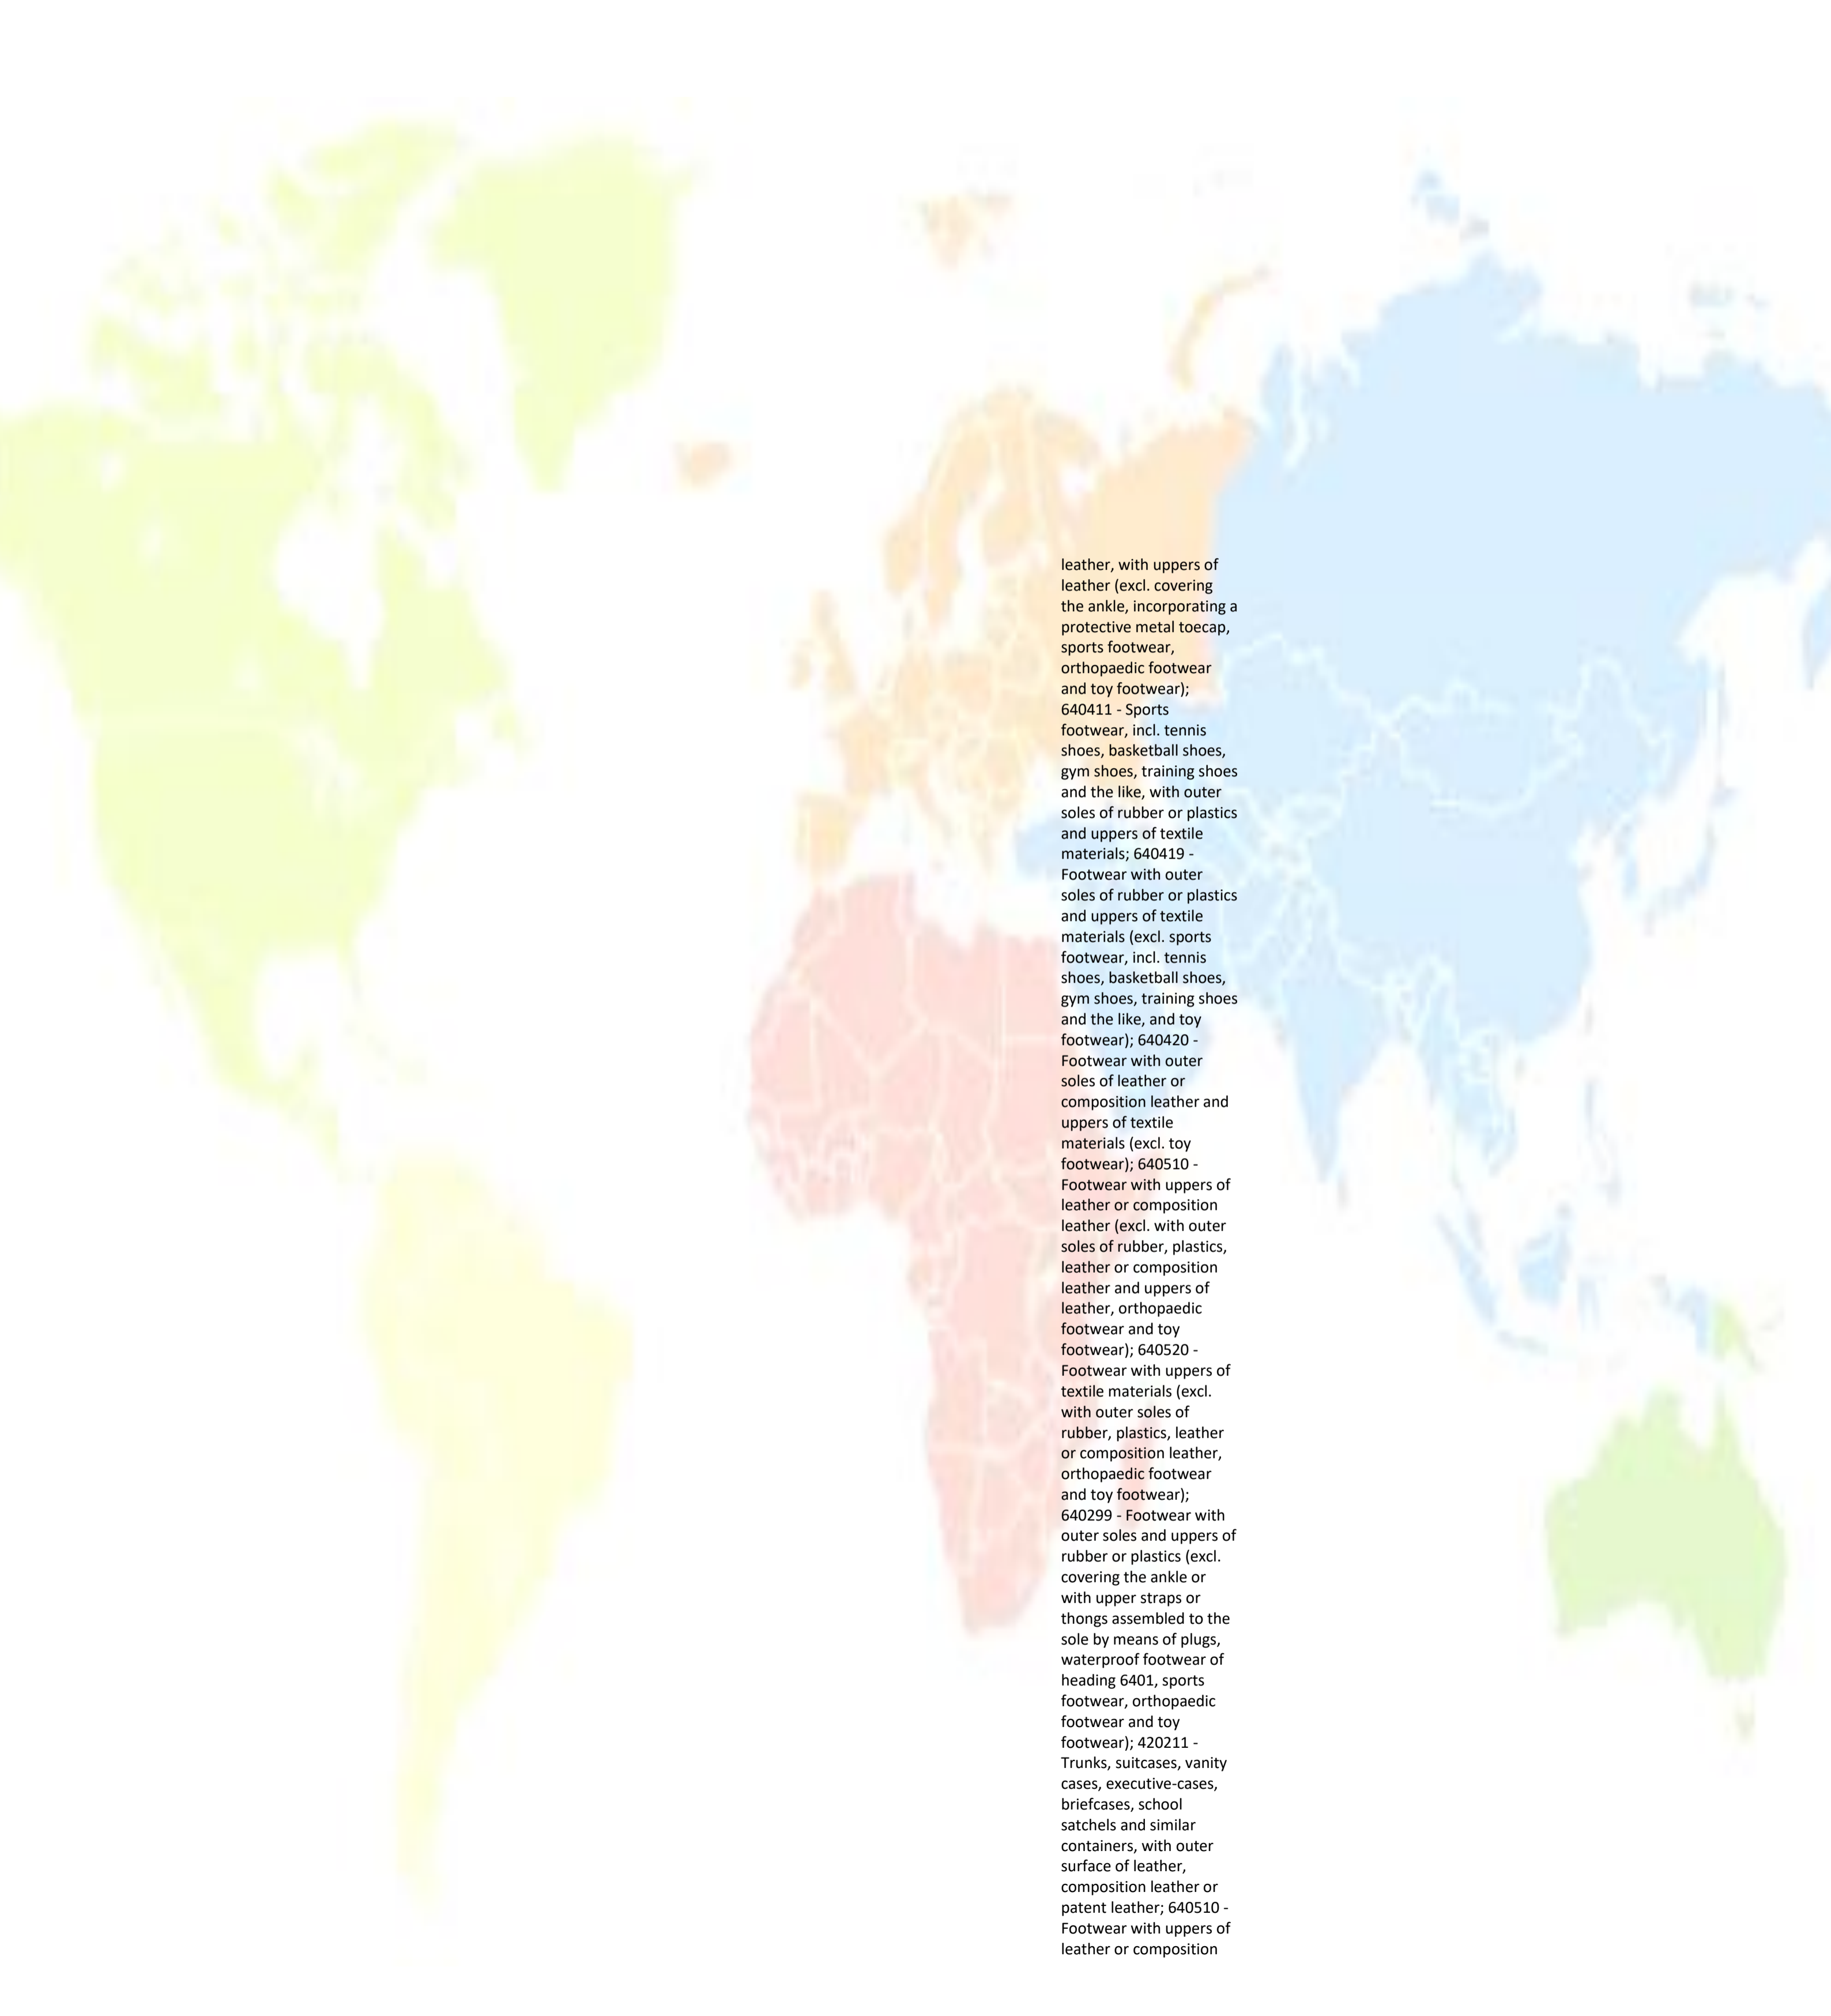 leather, with uppers of
leather (excl. covering
the ankle, incorporating a
protective metal toecap,
sports footwear,
orthopaedic footwear
and toy footwear);
640411 - Sports
footwear, incl. tennis
shoes, basketball shoes,
gym shoes, training shoes
and the like, with outer
soles of rubber or plastics
and uppers of textile
materials; 640419 -
Footwear with outer
soles of rubber or plastics
and uppers of textile
materials (excl. sports
footwear, incl. tennis
shoes, basketball shoes,
gym shoes, training shoes
and the like, and toy
footwear); 640420 -
Footwear with outer
soles of leather or
composition leather and
uppers of textile
materials (excl. toy
footwear); 640510 -
Footwear with uppers of
leather or composition
leather (excl. with outer
soles of rubber, plastics,
leather or composition
leather and uppers of
leather, orthopaedic
footwear and toy
footwear); 640520 -
Footwear with uppers of
textile materials (excl.
with outer soles of
rubber, plastics, leather
or composition leather,
orthopaedic footwear
and toy footwear);
640299 - Footwear with
outer soles and uppers of
rubber or plastics (excl.
covering the ankle or
with upper straps or
thongs assembled to the
sole by means of plugs,
waterproof footwear of
heading 6401, sports
footwear, orthopaedic
footwear and toy
footwear); 420211 -
Trunks, suitcases, vanity
cases, executive-cases,
briefcases, school
satchels and similar
containers, with outer
surface of leather,
composition leather or
patent leather; 640510 -
Footwear with uppers of
leather or composition